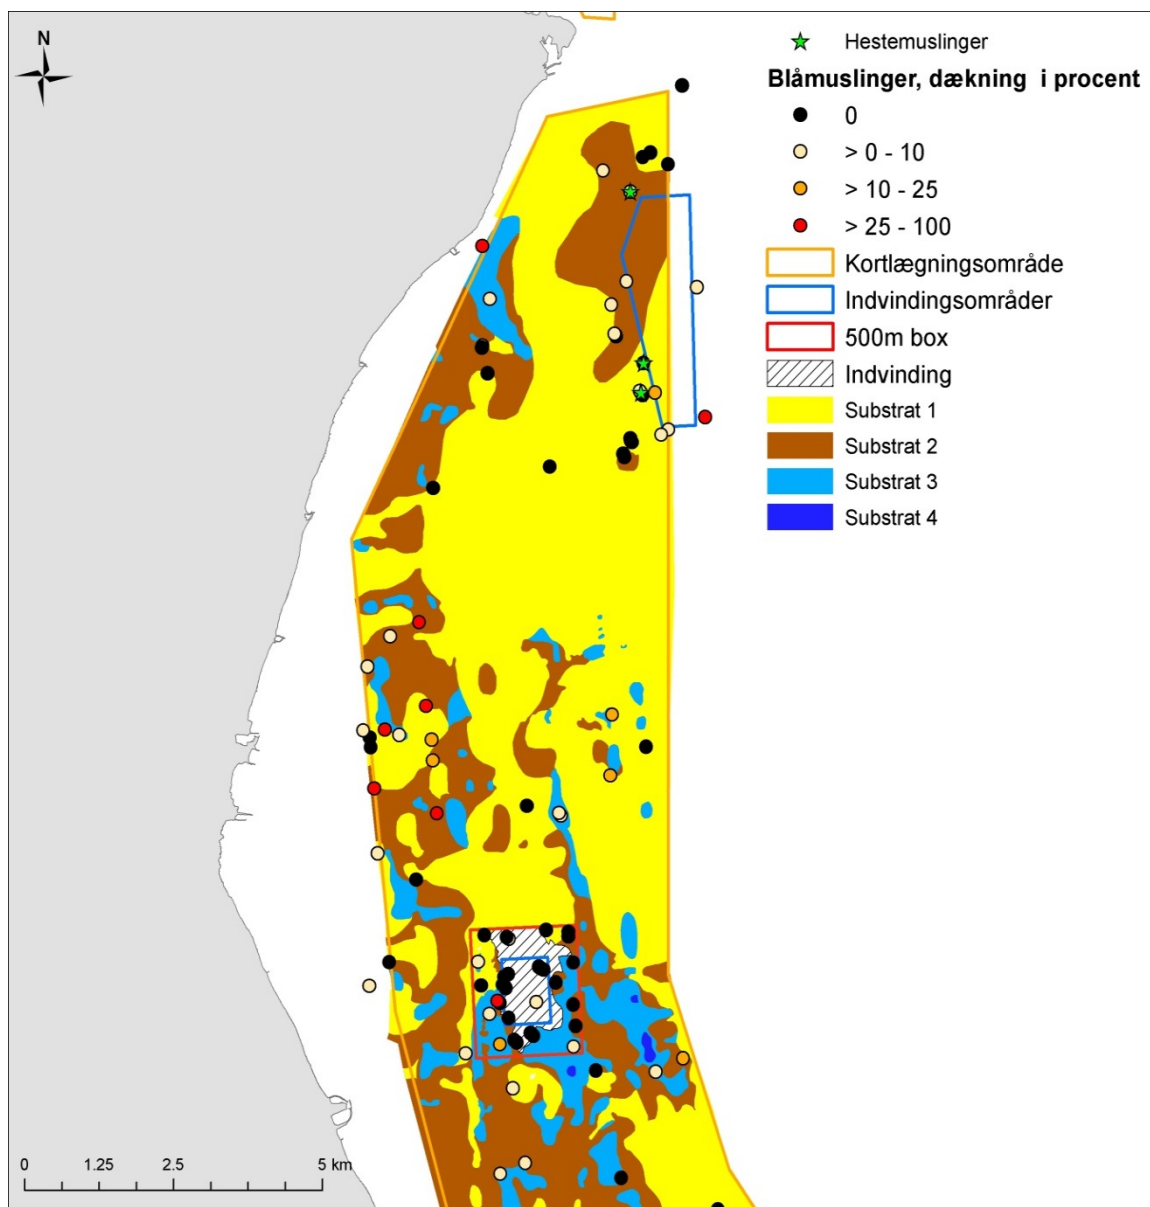 N
Hestemuslinger
Blåmuslinger, dækning i procent
0
> 0 - 10
> 10 - 25
> 25 - 100
Kortlægningsområde
Indvindingsområder
500m box
Indvinding
Substrat 1
Substrat 2
Substrat 3
Substrat 4
0 1.25 2.5 5 km